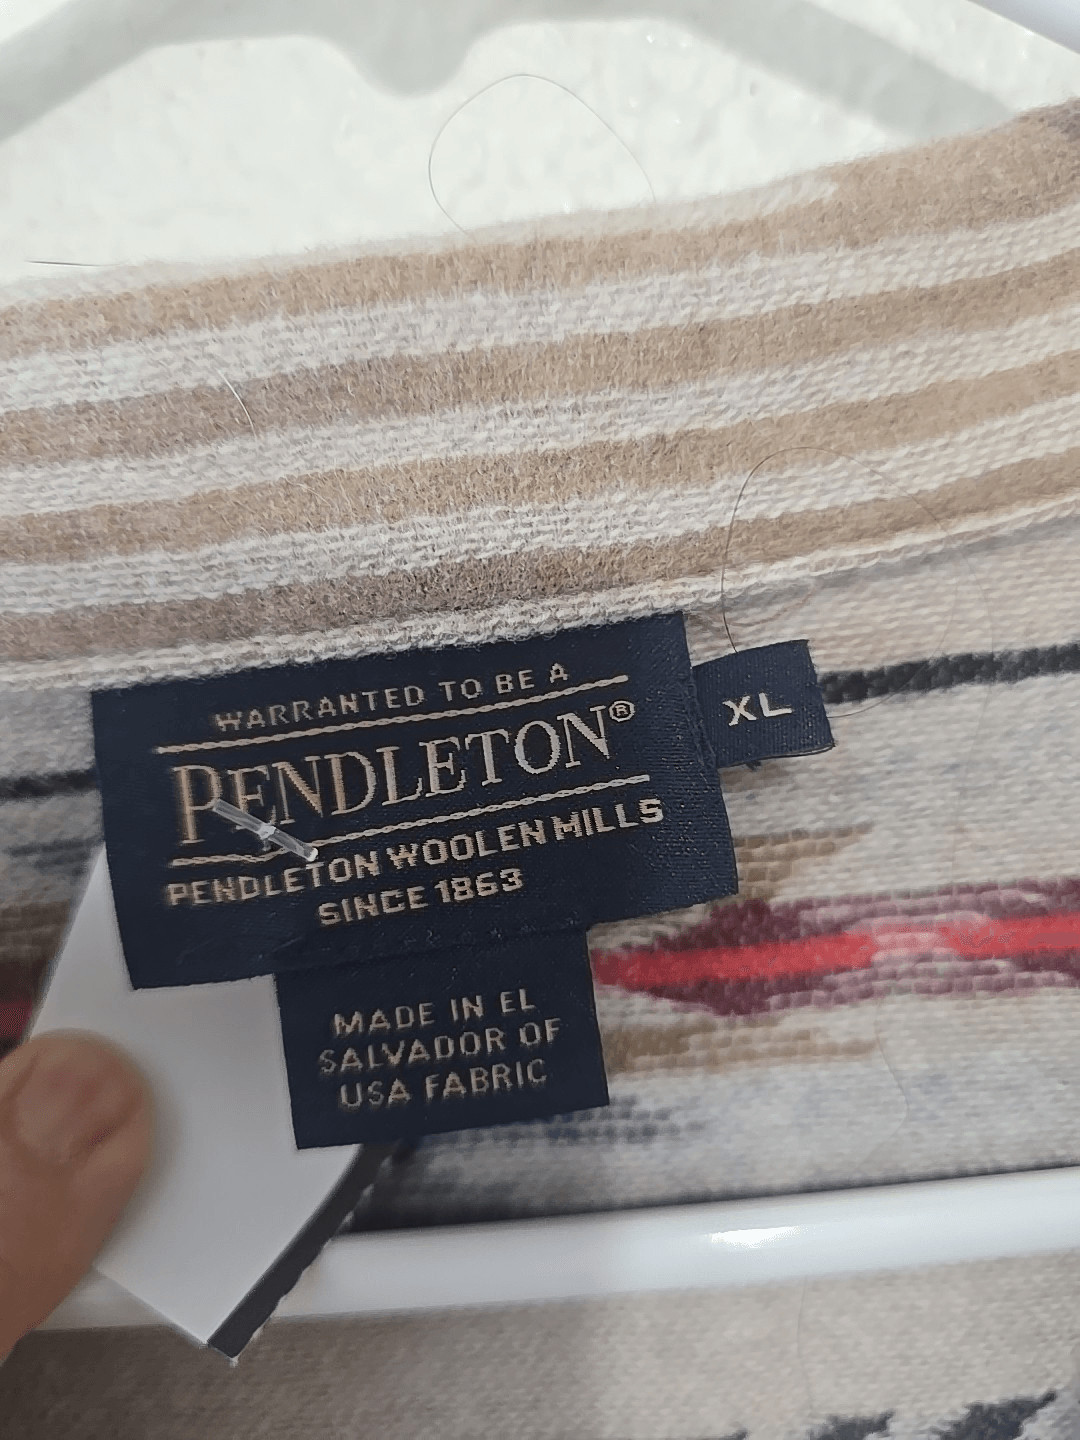 WARRANTED TO BE A
PENDLETON®
PENDLETON WOOLEN MILLS
SINCE 1863
XL
MADE IN EL
SALVADOR OF
USA FABRIC